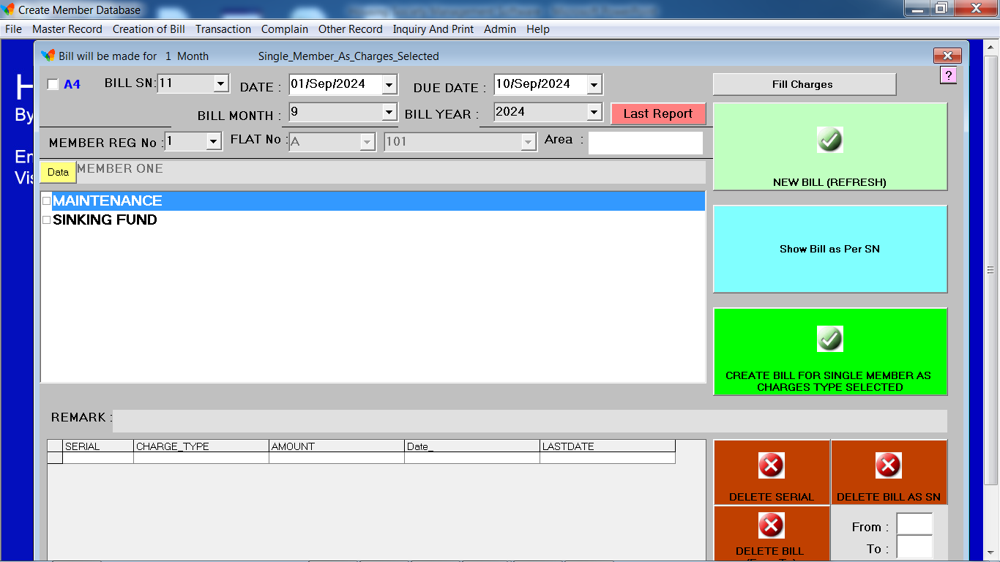 Create Member Database
File Master Record Creation of Bill Transaction Complain Other Record Inquiry And Print Admin Help
Bill will be made for 1 Month Single_Member_As_Charges_Selected
?
A4 BILL SN: 11 DATE : 01/Sep/2024 DUE DATE : 10/Sep/2024 Fill Charges
BILL MONTH : 9 BILL YEAR : 2024 Last Report
By
MEMBER REG No : 1 FLAT No : A 101 Area :
Data MEMBER ONE
NEW BILL (REFRESH)
MAINTENANCE
SINKING FUND
Show Bill as Per SN
CREATE BILL FOR SINGLE MEMBER AS
CHARGES TYPE SELECTED
REMARK :
SERIAL CHARGE_TYPE AMOUNT Date_ LASTDATE
DELETE SERIAL DELETE BILL AS SN
From :
To :
DELETE BILL